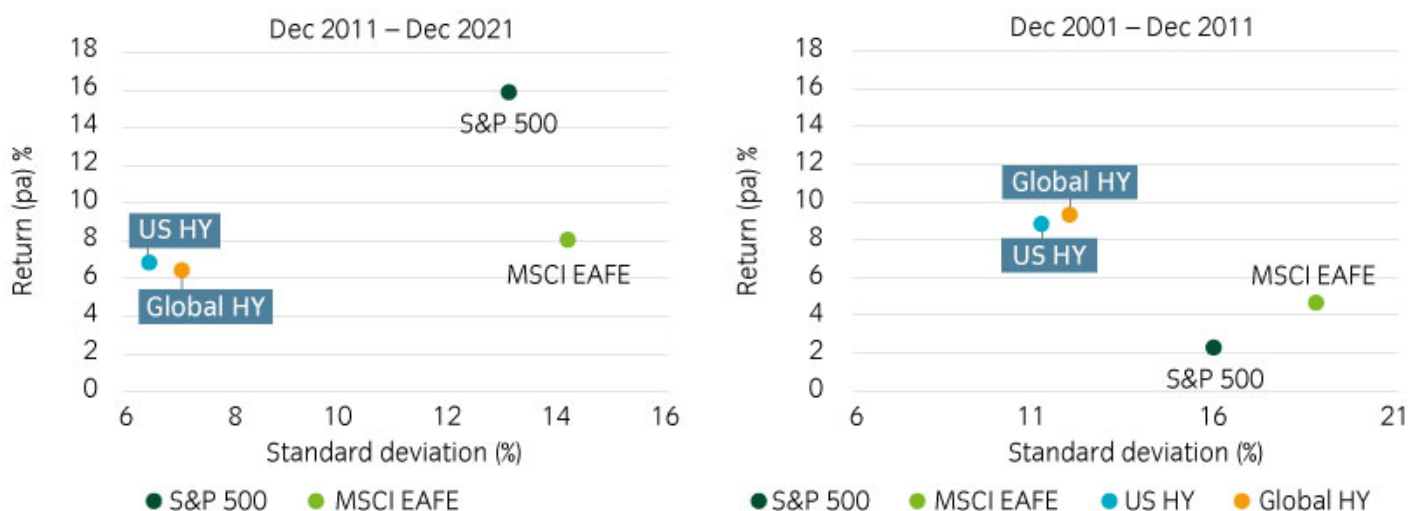 Dec 2011 – Dec 2021
Return (pa) %
18
16
14
12
10
8
6
4
2
0
S&P 500
US HY
MSCI EAFE
Global HY
6 8 10 12 14 16
Standard deviation (%)
S&P 500 MSCI EAFE
Dec 2001 – Dec 2011
Return (pa) %
18
16
14
12
10
8
6
4
2
0
Global HY
US HY
MSCI EAFE
S&P 500
6 11 16 21
Standard deviation (%)
S&P 500 MSCI EAFE US HY Global HY